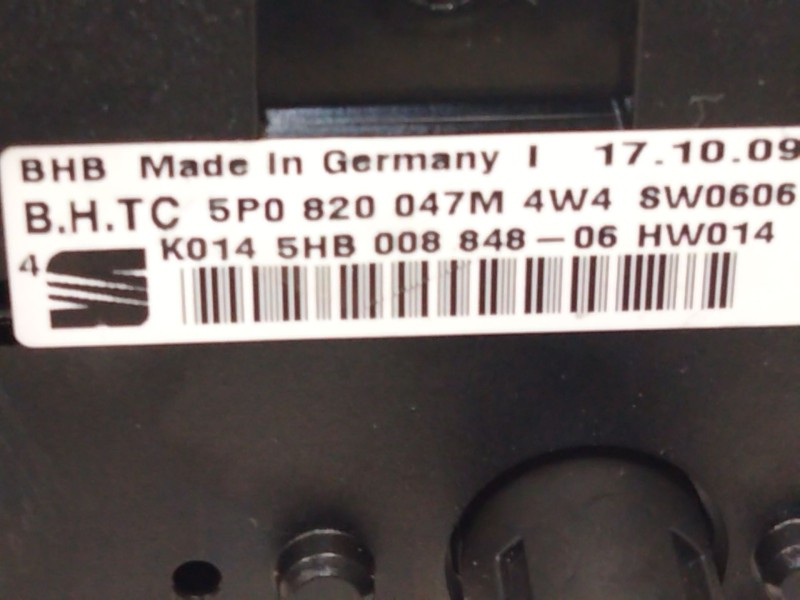 BHB Made In Germany I 17.10.09
B.H.TC 5P0 820 047M 4W4 SW0606
K014 5HB 008 848-06 HW014
4